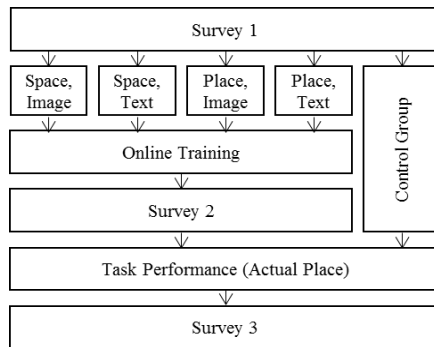 Survey 1
Space,
Image
Space,
Text
Place,
Image
Place,
Text
Control Group
Online Training
Survey 2
Task Performance (Actual Place)
Survey 3